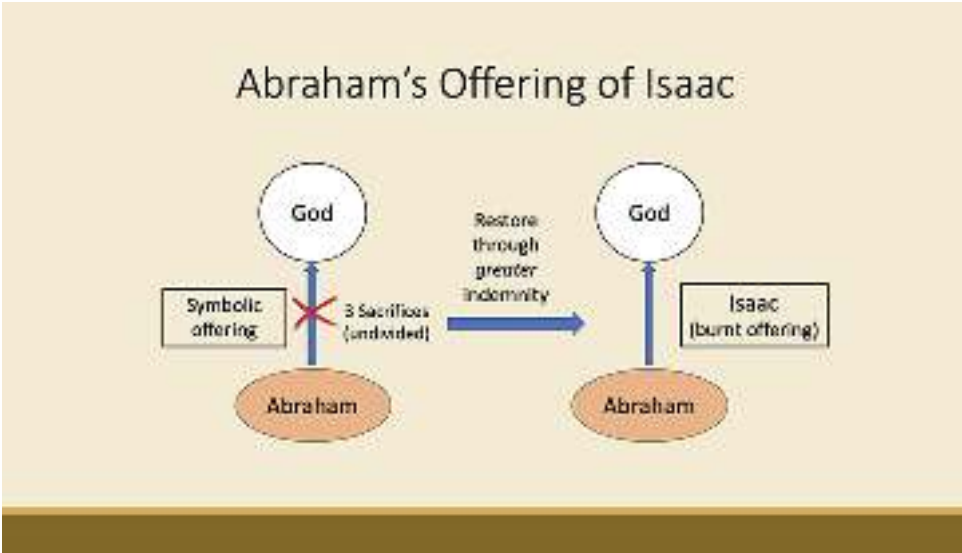 Abraham's Offering of Isaac
God
Symbolic
offering
3 Sacrifices
(undivided)
Abraham
Restore
through
greater
indemnity
God
Isaac
(burnt offering)
Abraham